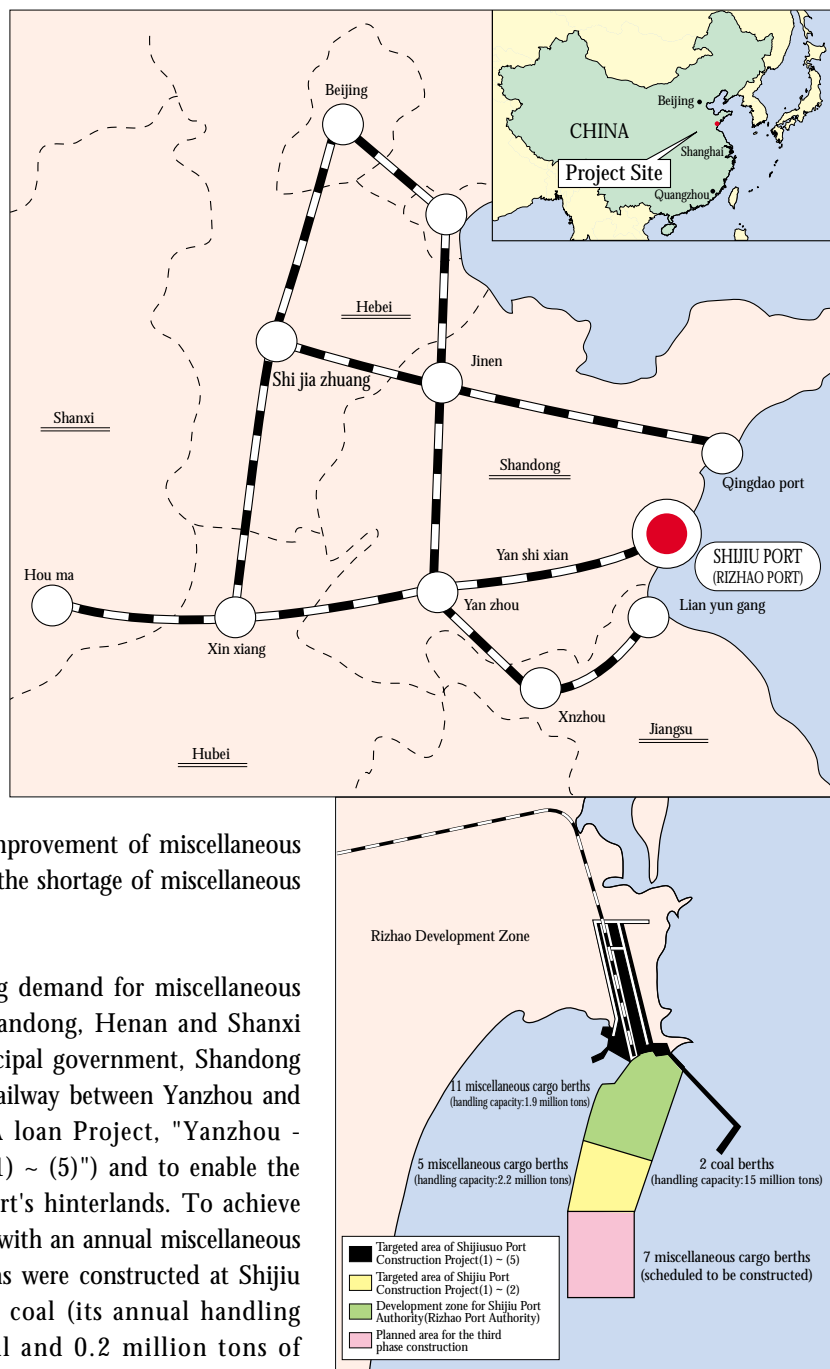 Beijing
Hebei
Shi jia zhuang
Jinen
Shanxi
Shandong
Qingdao port
Yan shi xian
SHIJIU PORT
(RIZHAO PORT)
Hou ma
Xin xiang
Yan zhou
Lian yun gang
Xnzhou
Jiangsu
Hubei
Beijing
CHINA
Shanghai
Project Site
Quangzhou
mprovement of miscellaneous
the shortage of miscellaneous
g demand for miscellaneous
andong, Henan and Shanxi
cipal government, Shandong
ailway between Yanzhou and
A loan Project, "Yanzhou -
1) ~ (5)") and to enable the
rt's hinterlands. To achieve
with an annual miscellaneous
ns were constructed at Shijiu
coal (its annual handling
l and 0.2 million tons of
Rizhao Development Zone
11 miscellaneous cargo berths
(handling capacity:1.9 million tons)
5 miscellaneous cargo berths
(handling capacity:2.2 million tons)
2 coal berths
(handling capacity:15 million tons)
7 miscellaneous cargo berths
(scheduled to be constructed)
Targeted area of Shijiusuo Port
Construction Project(1) ~ (5)
Targeted area of Shijiu Port
Construction Project(1) ~ (2)
Development zone for Shijiu Port
Authority(Rizhao Port Authority)
Planned area for the third
phase construction